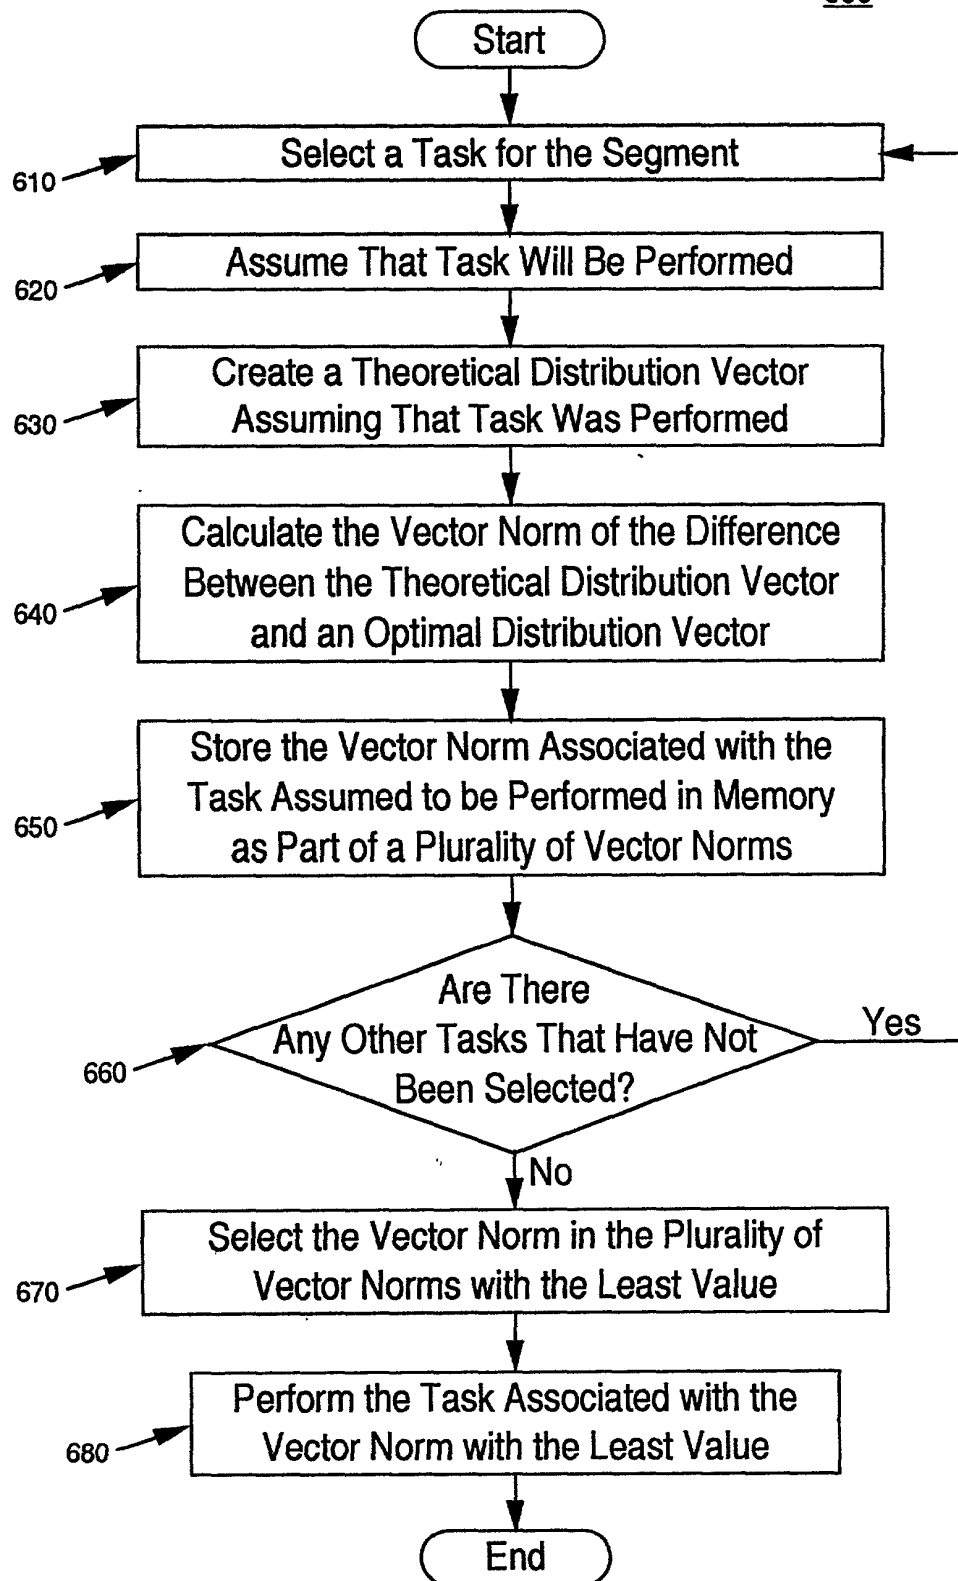 Start
Select a Task for the Segment
610
Assume That Task Will Be Performed
620
Create a Theoretical Distribution Vector
Assuming That Task Was Performed
630
Calculate the Vector Norm of the Difference
Between the Theoretical Distribution Vector
and an Optimal Distribution Vector
640
Store the Vector Norm Associated with the
Task Assumed to be Performed in Memory
as Part of a Plurality of Vector Norms
650
Are There
Any Other Tasks That Have Not
Been Selected?
660
Yes
No
Select the Vector Norm in the Plurality of
Vector Norms with the Least Value
670
Perform the Task Associated with the
Vector Norm with the Least Value
680
End